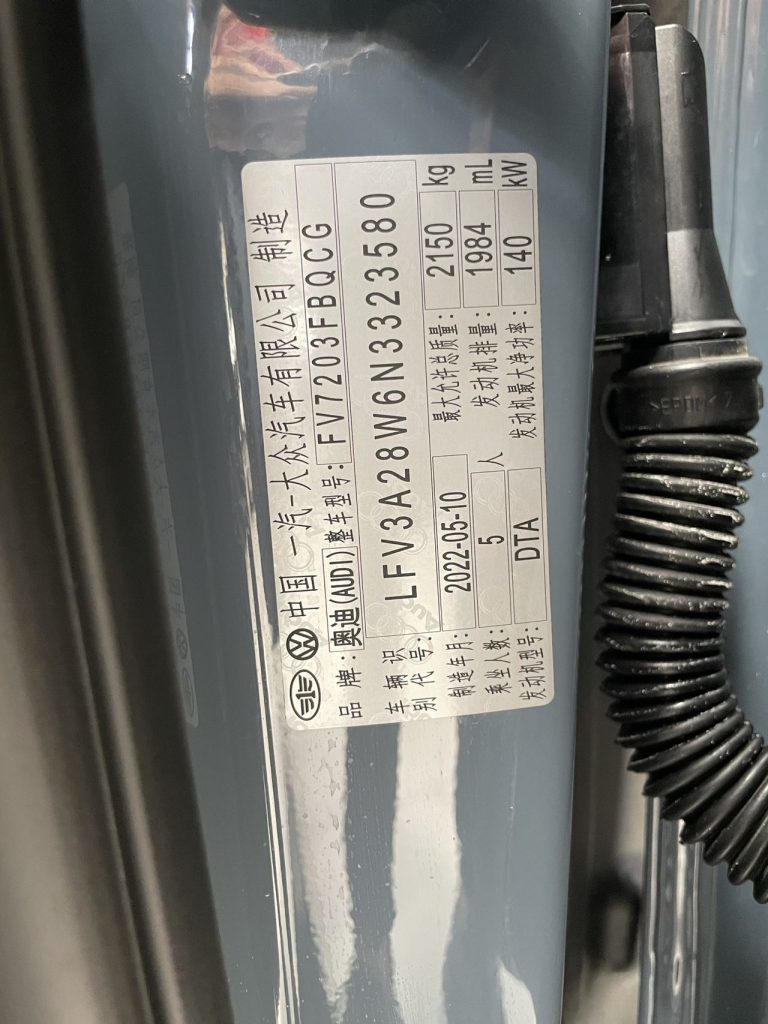 中国 一汽-大众汽车有限公司 制造
品牌: 奥迪(AUDI) 整车型号: FV7203FBQCG
车辆识别代号: LFV3A28W6N3323580
制造年月: 2022-05-10 最大允许总质量: 2150 kg
乘坐人数: 5 人 发动机排量: 1984 mL
发动机型号: DTA 发动机最大净功率: 140 kW
>EPDM<